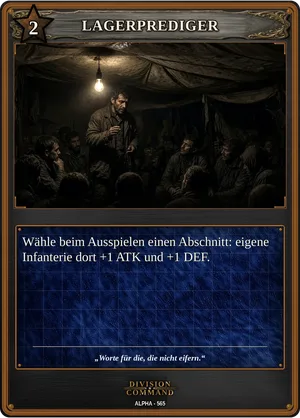 2
LAGERPREDIGER
Wähle beim Ausspielen einen Abschnitt: eigene
Infanterie dort +1 ATK und +1 DEF.
„Worte für die, die nicht eifern.“
DIVISION
COMMAND
ALPHA - 565